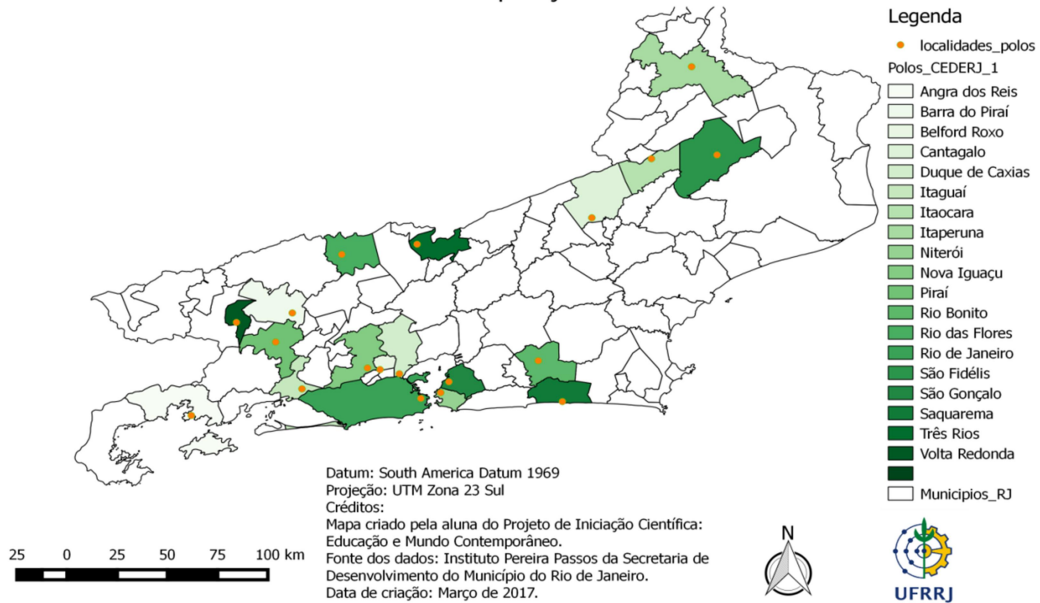 Legenda
localidades_polos
Polos_CEDERJ_1
Angra dos Reis
Barra do Piraí
Belford Roxo
Cantagalo
Duque de Caxias
Itaguaí
Itaocara
Itaperuna
Niterói
Nova Iguaçu
Piraí
Rio Bonito
Rio das Flores
Rio de Janeiro
São Fidélis
São Gonçalo
Saquarema
Três Rios
Volta Redonda
Municipios_RJ
Datum: South America Datum 1969
Projeção: UTM Zona 23 Sul
Créditos:
Mapa criado pela aluna do Projeto de Iniciação Científica:
Educação e Mundo Contemporâneo.
Fonte dos dados: Instituto Pereira Passos da Secretaria de
Desenvolvimento do Município do Rio de Janeiro.
Data de criação: Março de 2017.
25 0 25 50 75 100 km
N
UFRRJ